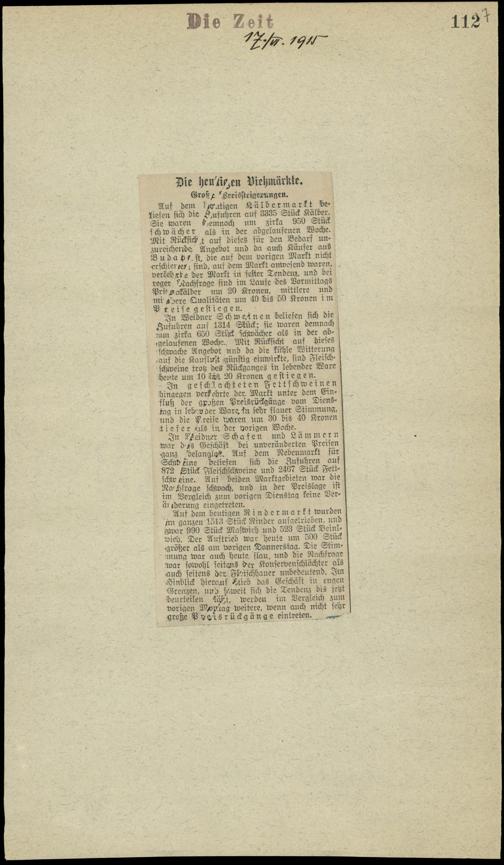 Die Zeit
112
7
17./VI. 1915
Die heutigen Viehmärkte.
Große Preissteigerungen.
Auf dem heutigen Kälbermarkt be-
liefen sich die Zufuhren auf 3835 Stück Kälber.
Sie waren demnach um zirka 950 Stück
schwächer als in der abgelaufenen Woche.
Mit Rücksicht auf dieses für den Bedarf un-
zureichende Angebot und da auch Käufer aus
Budapest, die auf dem vorigen Markt nicht
erschienen sind, auf dem Markt anwesend waren,
verkehrte der Markt in fester Tendenz, und bei
reger Nachfrage sind im Laufe des Vormittags
Primakälber um 20 Kronen, mittlere und
mindere Qualitäten um 40 bis 50 Kronen im
Preise gestiegen.
In Weidner Schweinen beliefen sich die
Zufuhren auf 1314 Stück; sie waren demnach
um zirka 650 Stück schwächer als in der ab-
gelaufenen Woche. Mit Rücksicht auf dieses
schwache Angebot und da die kühle Witterung
auf die Kauflust günstig einwirkte, sind Fleisch-
schweine trotz des Rückganges in lebender Ware
heute um 10 bis 20 Kronen gestiegen.
In geschlachteten Fettschweinen
hingegen verkehrte der Markt unter dem Ein-
fluß der großen Preisrückgänge vom Diens-
tag in lebender Ware in sehr flauer Stimmung,
und die Preise waren um 30 bis 40 Kronen
tiefer als in der vorigen Woche.
In Weidner Schafen und Lämmern
war das Geschäft bei unveränderten Preisen
ganz belanglos. Auf dem Nebenmarkt für
Schweine beliefen sich die Zufuhren auf
872 Stück Fleischschweine und 2467 Stück Fett-
schweine. Auf beiden Marktgebieten war die
Nachfrage schwach, und in der Preislage ist
im Vergleich zum vorigen Dienstag keine Ver-
änderung eingetreten.
Auf dem heutigen Rindermarkt wurden
im ganzen 1513 Stück Rinder aufgetrieben, und
zwar 990 Stück Mastvieh und 523 Stück Beinl-
vieh. Der Auftrieb war heute um 500 Stück
größer als am vorigen Donnerstag. Die Stim-
mung war auch heute flau, und die Nachfrage
war sowohl seitens der Konservenschlächter als
auch seitens der Fleischhauer unbedeutend. Im
Hinblick hierauf blieb das Geschäft in engen
Grenzen, und soweit sich die Tendenz bis jetzt
beurteilen läßt, werden im Vergleich zum
vorigen Montag weitere, wenn auch nicht sehr
große Preisrückgänge eintreten.